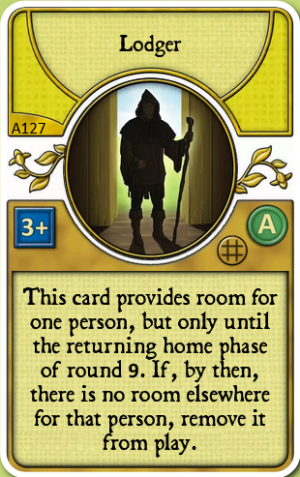 Lodger
A127
3+
A
This card provides room for
one person, but only until
the returning home phase
of round 9. If, by then,
there is no room elsewhere
for that person, remove it
from play.